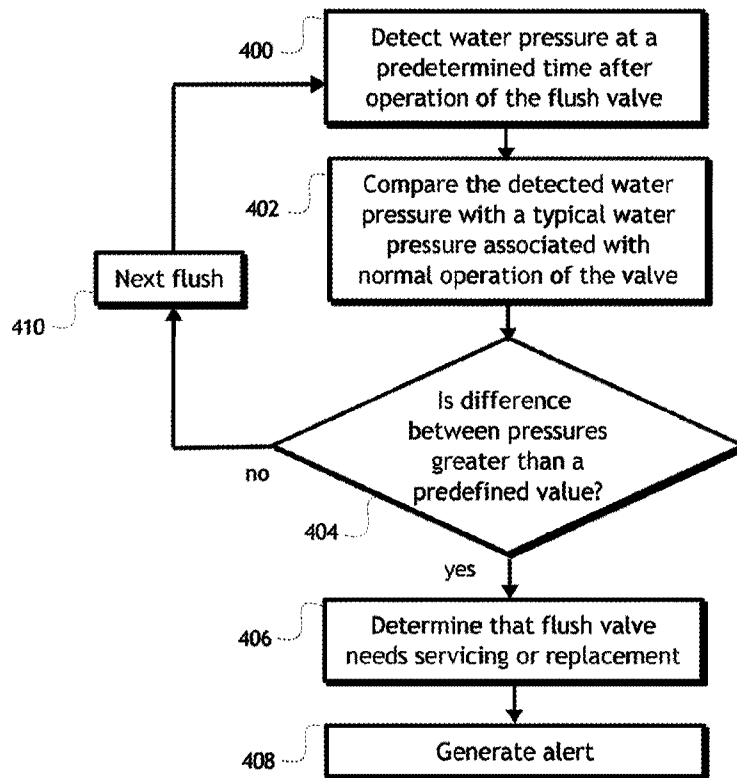 400
Detect water pressure at a
predetermined time after
operation of the flush valve
402
Compare the detected water
pressure with a typical water
pressure associated with
normal operation of the valve
Next flush
410
Is difference
between pressures
greater than a
predefined value?
no
404
yes
406
Determine that flush valve
needs servicing or replacement
408
Generate alert